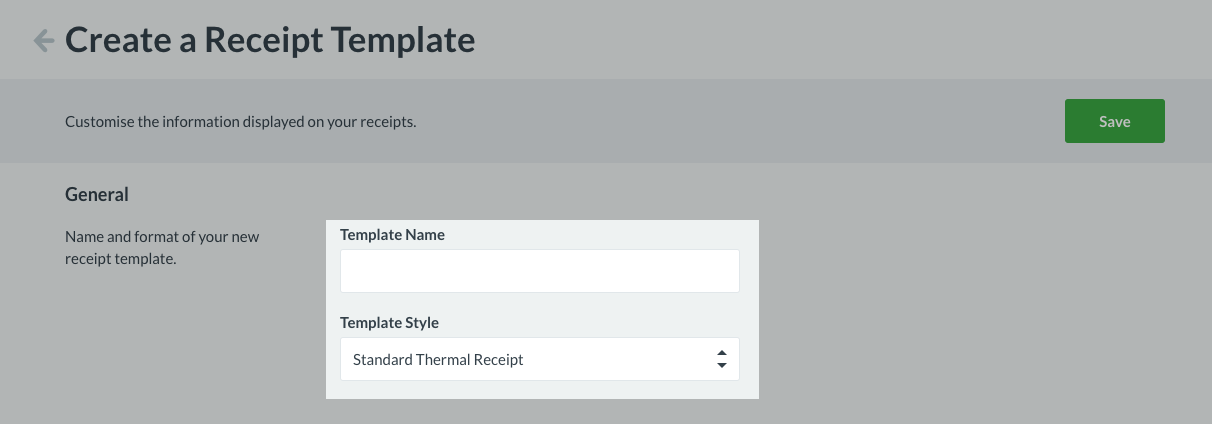 Create a Receipt Template
Customise the information displayed on your receipts.
Save
General
Name and format of your new
receipt template.
Template Name
Template Style
Standard Thermal Receipt